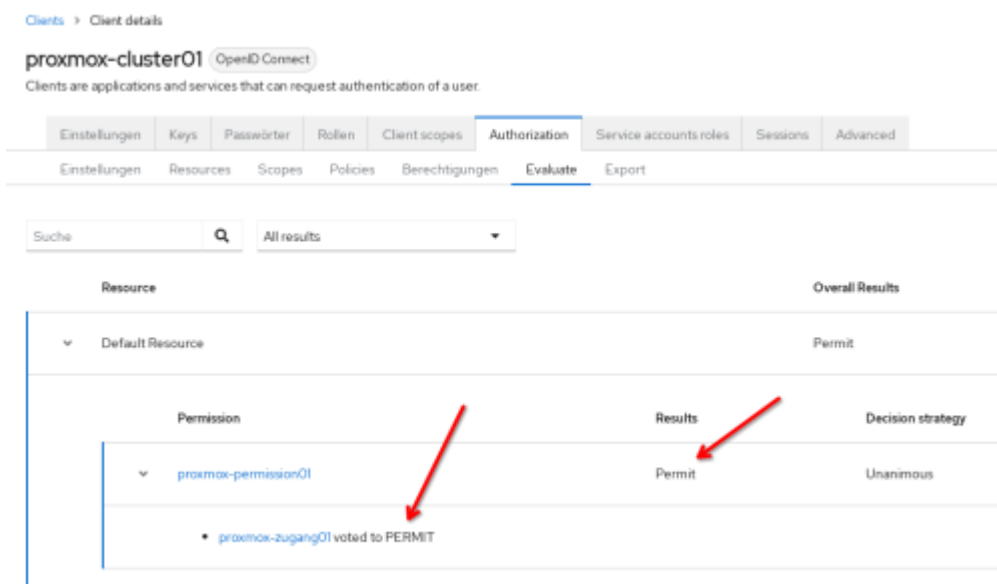 Clients > Client details
proxmox-cluster01 OpenID Connect
Clients are applications and services that can request authentication of a user.
Einstellungen Keys Passwörter Rollen Client scopes Authorization Service accounts roles Sessions Advanced
Einstellungen Resources Scopes Policies Berechtigungen Evaluate Export
Suche All results
Resource Overall Results
Default Resource Permit
Permission Results Decision strategy
proxmox-permission01 Permit Unanimous
• proxmox-zugang01 voted to PERMIT